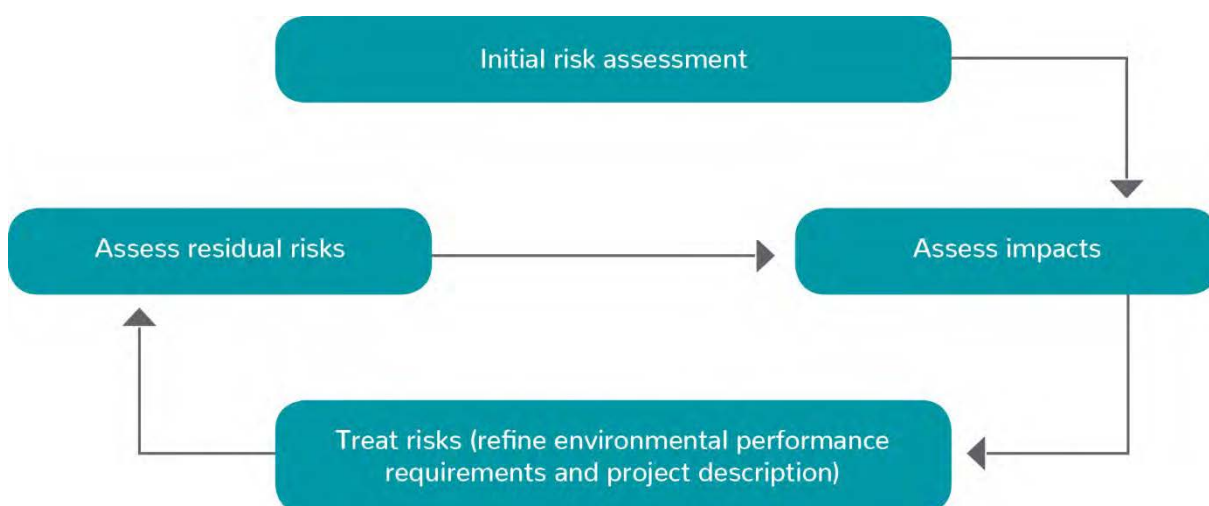 Initial risk assessment
Assess residual risks
Assess impacts
Treat risks (refine environmental performance
requirements and project description)